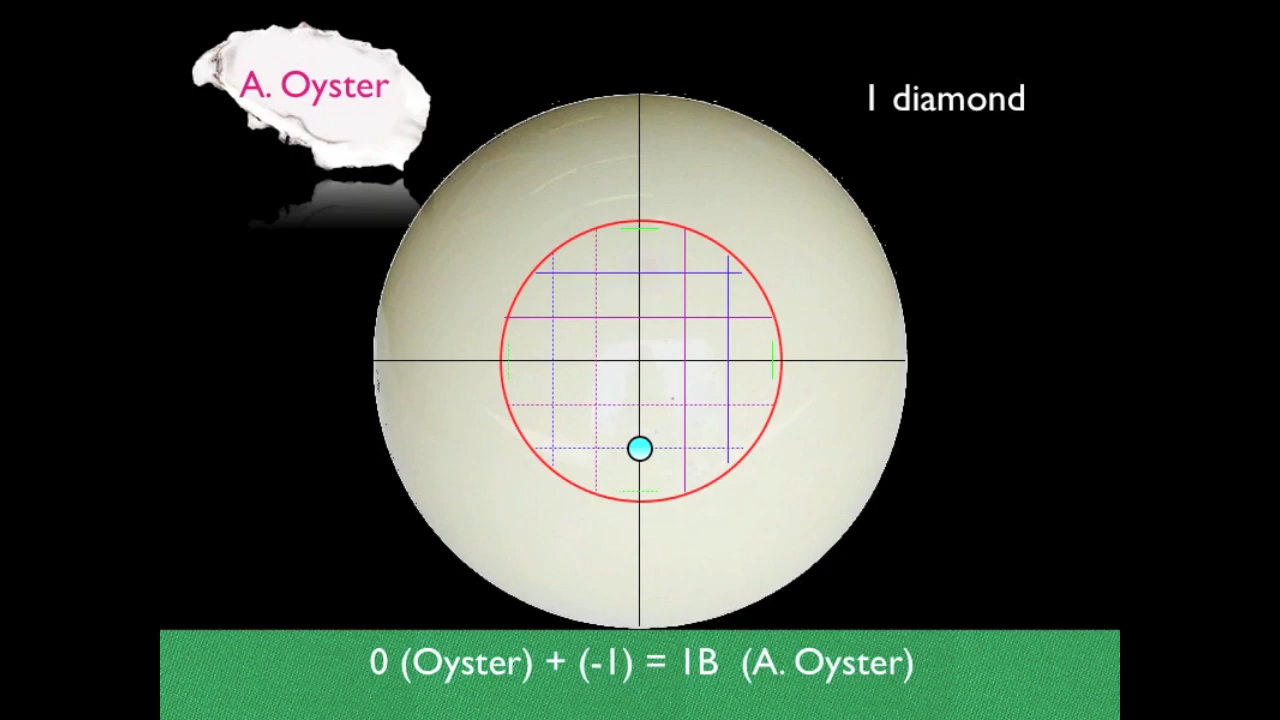 A. Oyster
1 diamond
0 (Oyster) + (-1) = 1B (A. Oyster)